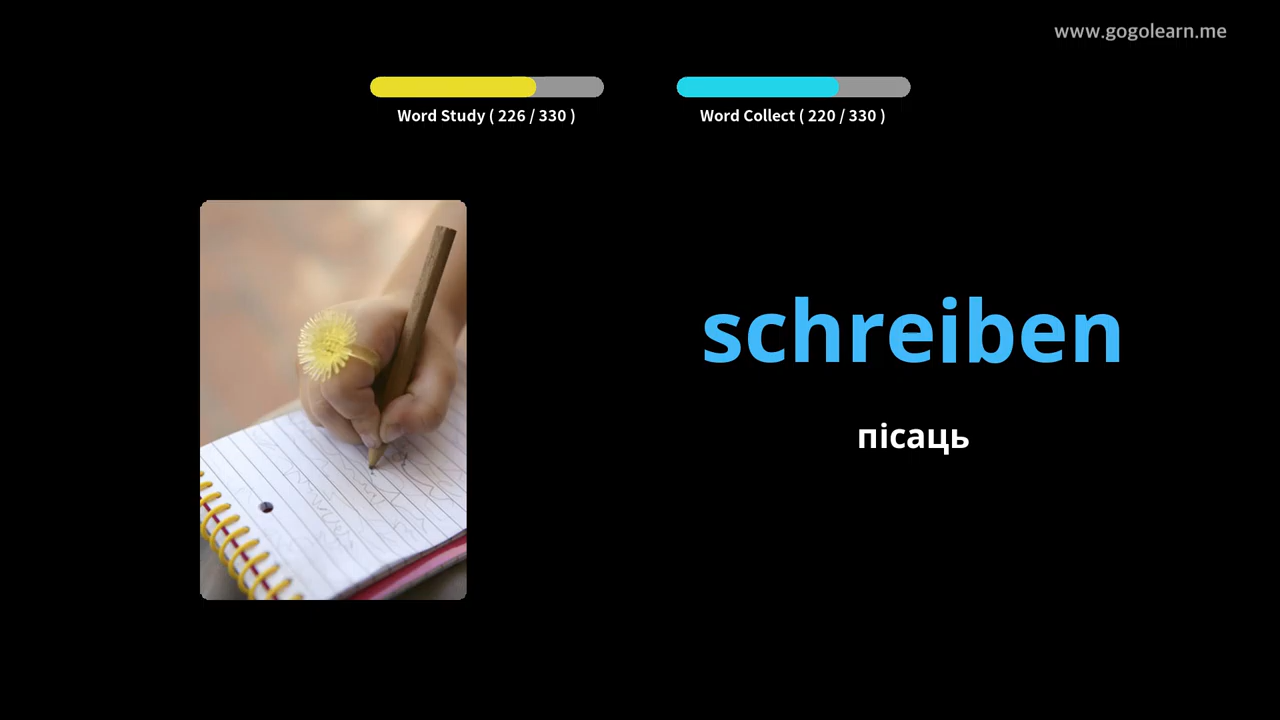 www.gogolearn.me
Word Study ( 226 / 330 )
Word Collect ( 220 / 330 )
schreiben
пісаць